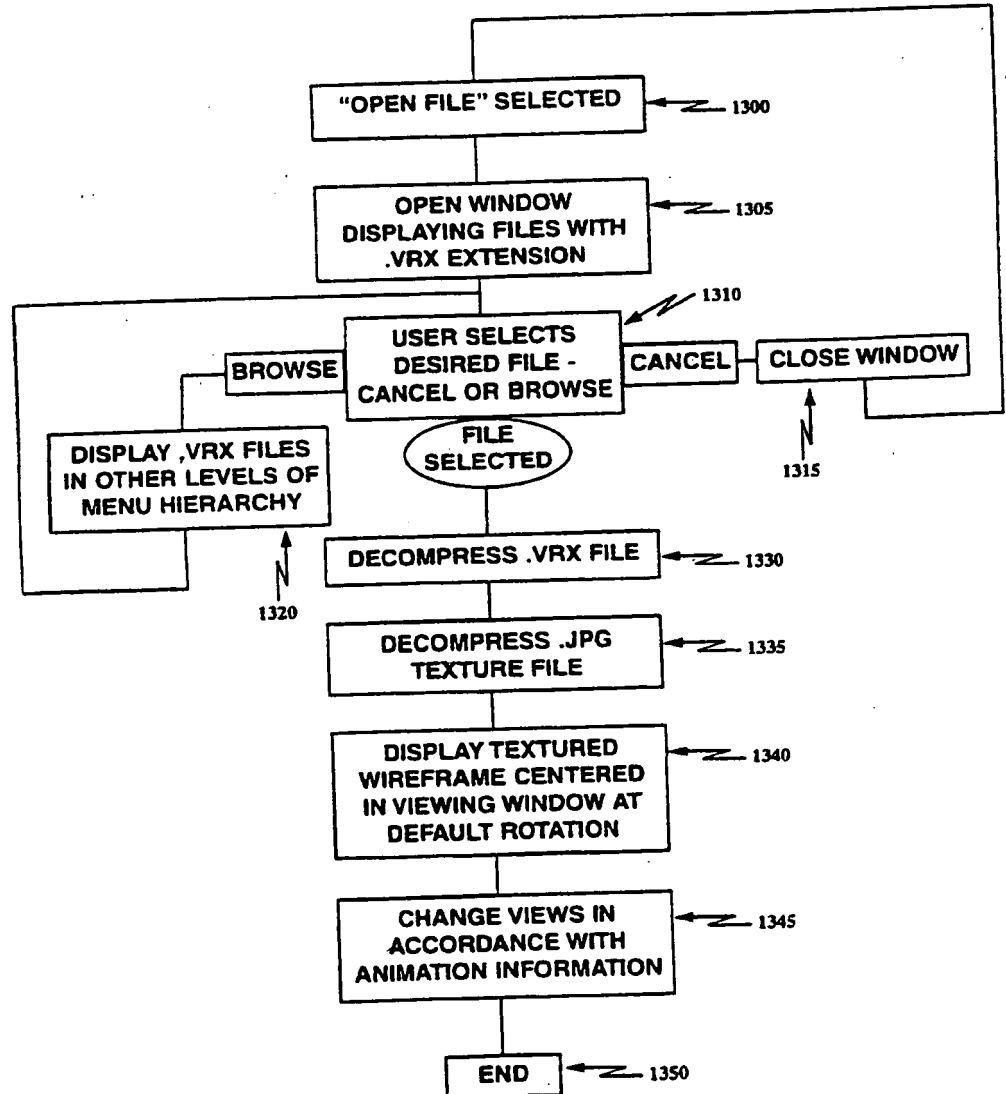 "OPEN FILE" SELECTED
1300
OPEN WINDOW
DISPLAYING FILES WITH
.VRX EXTENSION
1305
1310
USER SELECTS
DESIRED FILE -
CANCEL OR BROWSE
BROWSE
CANCEL
CLOSE WINDOW
1315
FILE
SELECTED
DISPLAY ,VRX FILES
IN OTHER LEVELS OF
MENU HIERARCHY
1320
DECOMPRESS .VRX FILE
1330
DECOMPRESS .JPG
TEXTURE FILE
1335
DISPLAY TEXTURED
WIREFRAME CENTERED
IN VIEWING WINDOW AT
DEFAULT ROTATION
1340
CHANGE VIEWS IN
ACCORDANCE WITH
ANIMATION INFORMATION
1345
END
1350